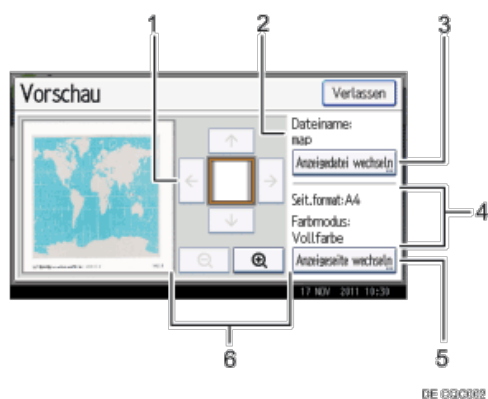 1
2
3
Vorschau
Verlassen
Dateiname:
map
Anzeigedatei wechseln
Seit.format:A4
Farbmodus:
Vollfarbe
Anzeigeseite wechseln
4
17 NOV 2011 10:30
6
5
DE CQC002